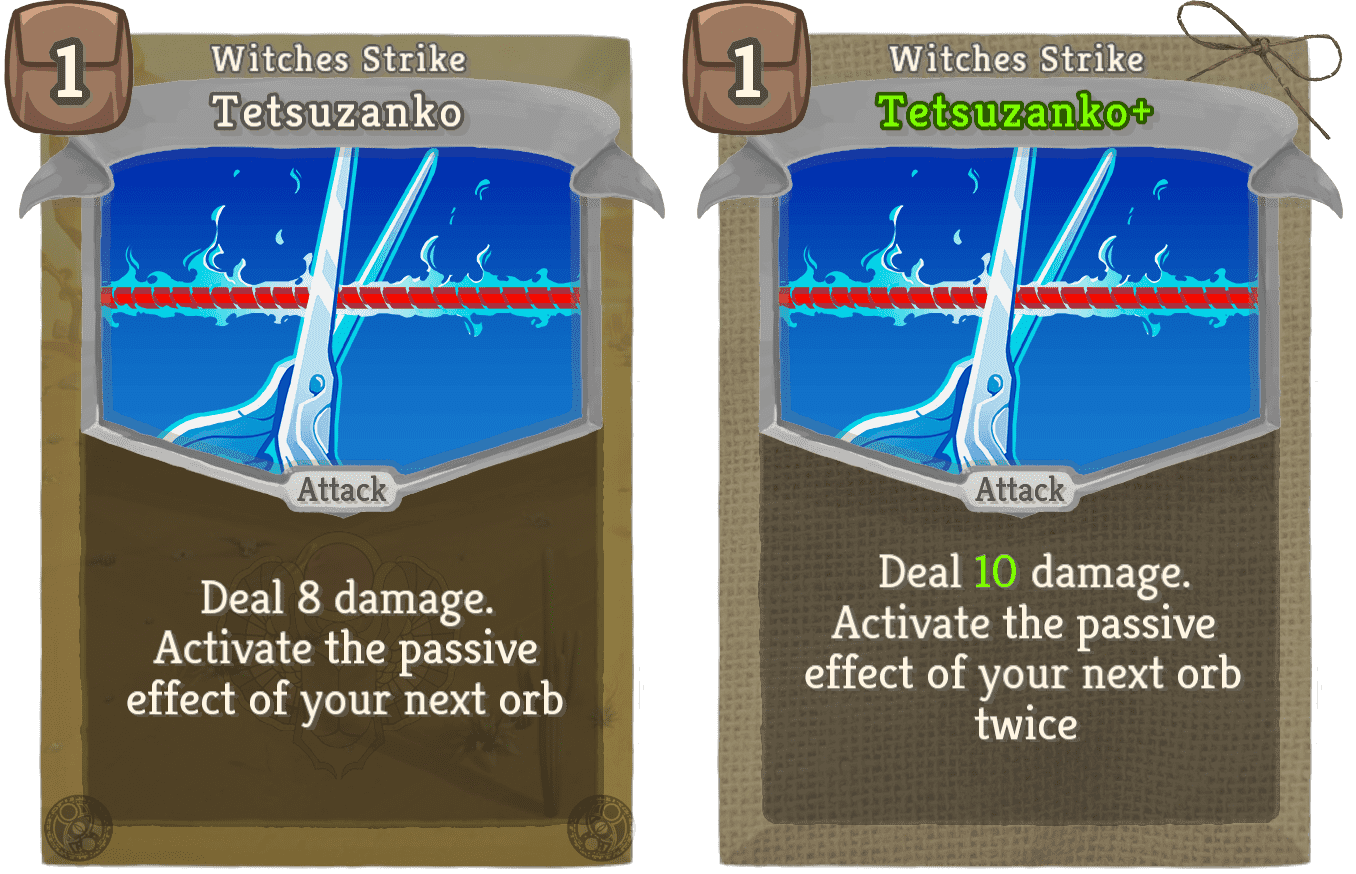 1
Witches Strike
Tetsuzanko
Attack
Deal 8 damage.
Activate the passive
effect of your next orb
1
Witches Strike
Tetsuzanko+
Attack
Deal 10 damage.
Activate the passive
effect of your next orb
twice